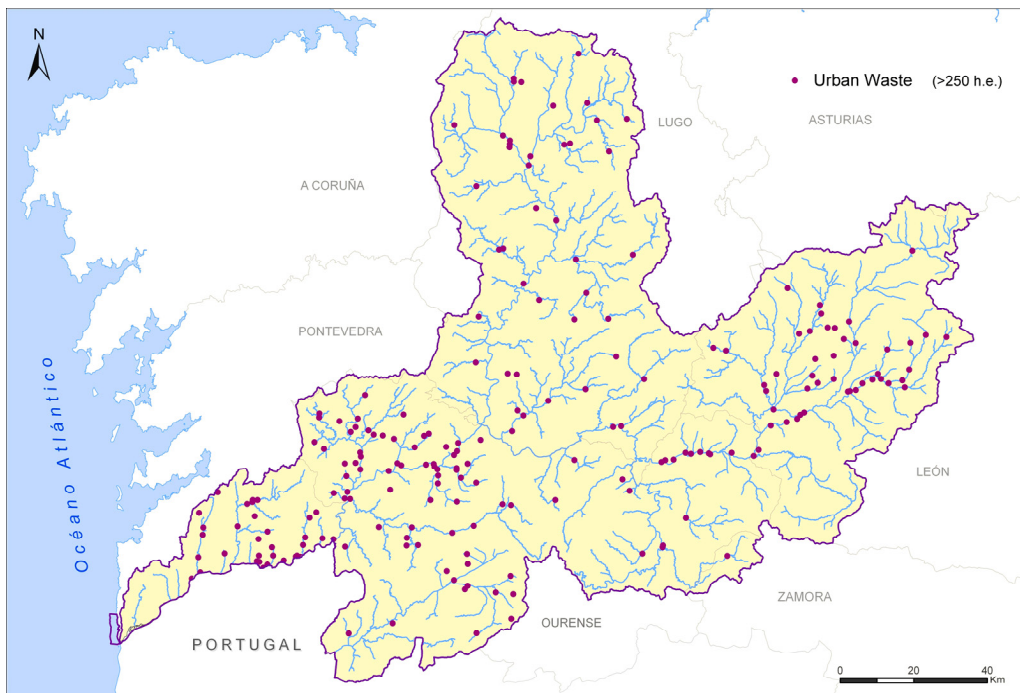 N
Urban Waste (>250 h.e.)
LUGO
ASTURIAS
A CORUÑA
PONTEVEDRA
Océano Atlántico
LEÓN
ZAMORA
OURENSE
PORTUGAL
0 20 40
Km